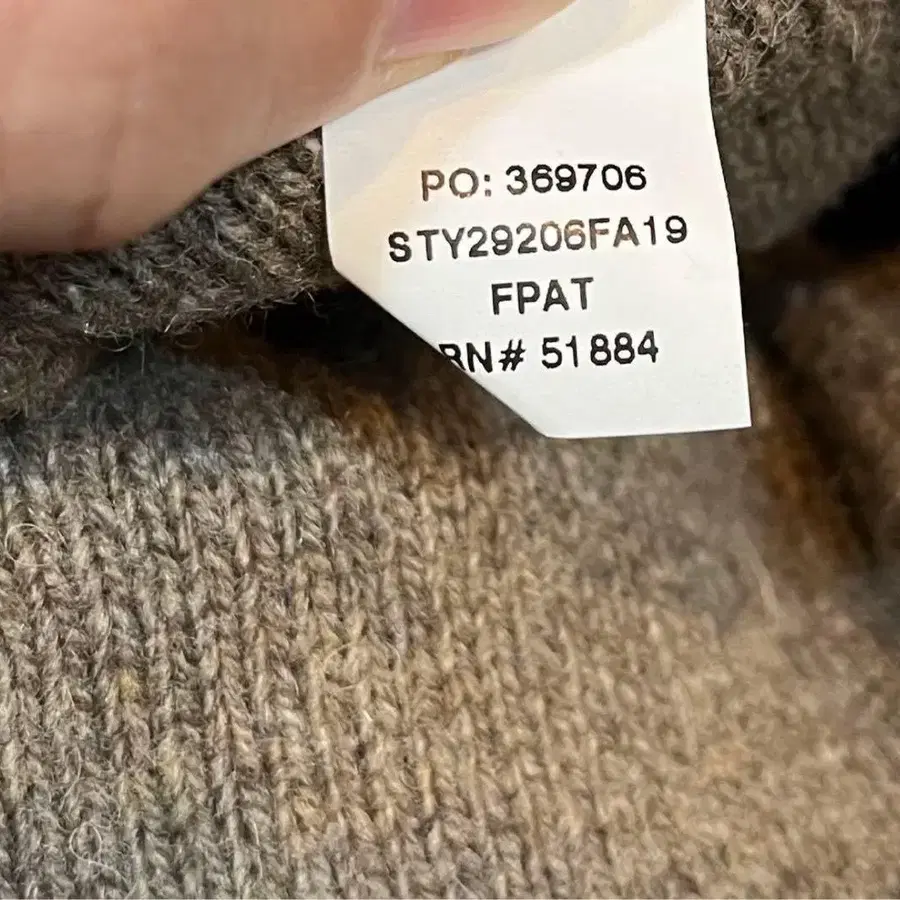 PO: 369706
STY29206FA19
FPAT
RN# 51884